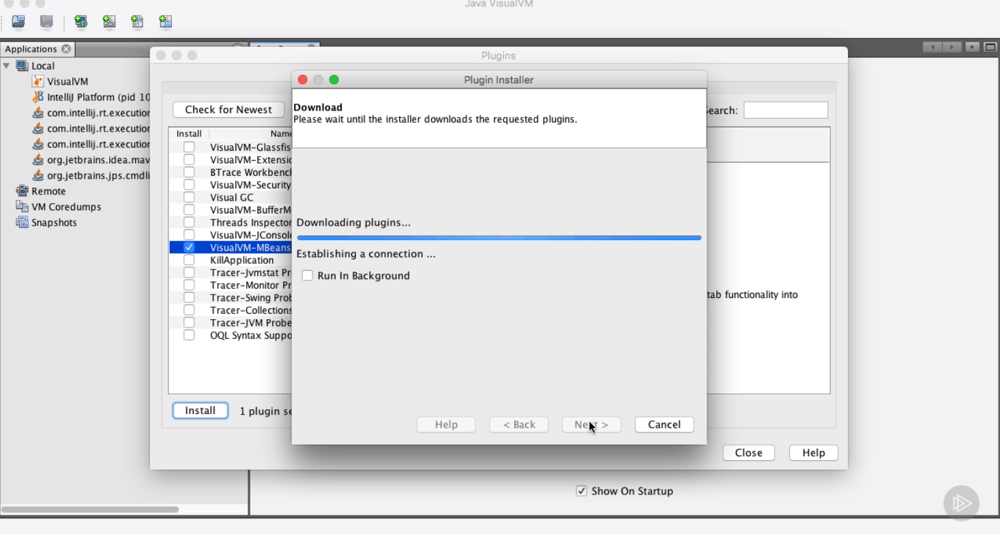 Java VisualVM
Applications
Local
VisualVM
IntelliJ Platform (pid 10
com.intellij.rt.execution
com.intellij.rt.execution
com.intellij.rt.execution
org.jetbrains.idea.mav
org.jetbrains.jps.cmdli
Remote
VM Coredumps
Snapshots
Plugins
Check for Newest
Search:
Install Name
VisualVM-Glassfis
VisualVM-Extensio
BTrace Workbench
VisualVM-Security
Visual GC
VisualVM-BufferM
Threads Inspector
VisualVM-JConsole
VisualVM-MBeans
KillApplication
Tracer-Jvmstat Pr
Tracer-Monitor Pr
Tracer-Swing Prob
Tracer-Collections
Tracer-JVM Probe
OQL Syntax Suppo
tab functionality into
Install 1 plugin se
Close Help
Plugin Installer
Download
Please wait until the installer downloads the requested plugins.
Downloading plugins...
Establishing a connection ...
Run In Background
Help < Back Next > Cancel
Show On Startup